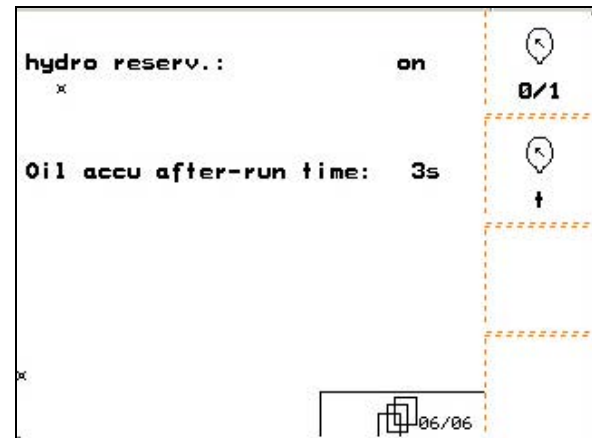 hydro reserv.: on
0/1
Oil accu after-run time: 3s
t
06/06